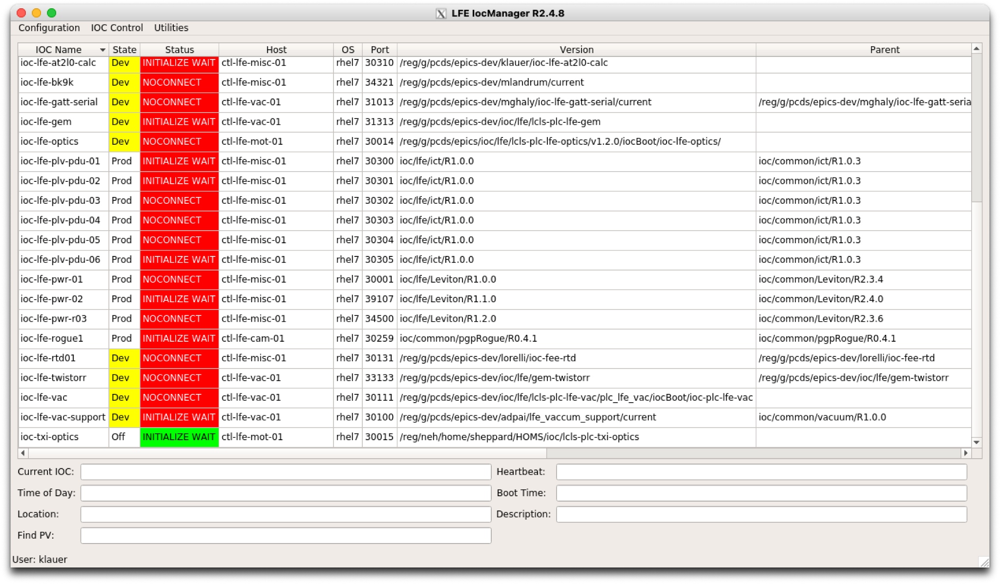 LFE IocManager R2.4.8
Configuration IOC Control Utilities
IOC Name State Status Host OS Port Version Parent
ioc-lfe-at2l0-calc Dev INITIALIZE WAIT ctl-lfe-misc-01 rhel7 30310 /reg/g/pcds/epics-dev/klauer/ioc-lfe-at2l0-calc
ioc-lfe-bk9k Dev NOCONNECT ctl-lfe-misc-01 rhel7 34321 /reg/g/pcds/epics-dev/mlandrum/current
ioc-lfe-gatt-serial Dev NOCONNECT ctl-lfe-vac-01 rhel7 31013 /reg/g/pcds/epics-dev/mghaly/ioc-lfe-gatt-serial/current /reg/g/pcds/epics-dev/mghaly/ioc-lfe-gatt-seria
ioc-lfe-gem Dev INITIALIZE WAIT ctl-lfe-vac-01 rhel7 31313 /reg/g/pcds/epics-dev/ioc/lfe/lcls-plc-lfe-gem
ioc-lfe-optics Dev NOCONNECT ctl-lfe-mot-01 rhel7 30014 /reg/g/pcds/epics/ioc/lfe/lcls-plc-lfe-optics/v1.2.0/iocBoot/ioc-lfe-optics/
ioc-lfe-plv-pdu-01 Prod INITIALIZE WAIT ctl-lfe-misc-01 rhel7 30300 ioc/lfe/ict/R1.0.0 ioc/common/ict/R1.0.3
ioc-lfe-plv-pdu-02 Prod INITIALIZE WAIT ctl-lfe-misc-01 rhel7 30301 ioc/lfe/ict/R1.0.0 ioc/common/ict/R1.0.3
ioc-lfe-plv-pdu-03 Prod NOCONNECT ctl-lfe-misc-01 rhel7 30302 ioc/lfe/ict/R1.0.0 ioc/common/ict/R1.0.3
ioc-lfe-plv-pdu-04 Prod NOCONNECT ctl-lfe-misc-01 rhel7 30303 ioc/lfe/ict/R1.0.0 ioc/common/ict/R1.0.3
ioc-lfe-plv-pdu-05 Prod NOCONNECT ctl-lfe-misc-01 rhel7 30304 ioc/lfe/ict/R1.0.0 ioc/common/ict/R1.0.3
ioc-lfe-plv-pdu-06 Prod INITIALIZE WAIT ctl-lfe-misc-01 rhel7 30305 ioc/lfe/ict/R1.0.0 ioc/common/ict/R1.0.3
ioc-lfe-pwr-01 Prod NOCONNECT ctl-lfe-misc-01 rhel7 30001 ioc/lfe/Leviton/R1.0.0 ioc/common/Leviton/R2.3.4
ioc-lfe-pwr-02 Prod INITIALIZE WAIT ctl-lfe-misc-01 rhel7 39107 ioc/lfe/Leviton/R1.1.0 ioc/common/Leviton/R2.4.0
ioc-lfe-pwr-r03 Prod NOCONNECT ctl-lfe-misc-01 rhel7 34500 ioc/lfe/Leviton/R1.2.0 ioc/common/Leviton/R2.3.6
ioc-lfe-rogue1 Prod INITIALIZE WAIT ctl-lfe-cam-01 rhel7 30259 ioc/common/pgpRogue/R0.4.1 ioc/common/pgpRogue/R0.4.1
ioc-lfe-rtd01 Dev NOCONNECT ctl-lfe-misc-01 rhel7 30131 /reg/g/pcds/epics-dev/lorelli/ioc-fee-rtd /reg/g/pcds/epics-dev/lorelli/ioc-fee-rtd
ioc-lfe-twistorr Dev NOCONNECT ctl-lfe-vac-01 rhel7 33133 /reg/g/pcds/epics-dev/ioc/lfe/gem-twistorr /reg/g/pcds/epics-dev/ioc/lfe/gem-twistorr
ioc-lfe-vac Dev NOCONNECT ctl-lfe-vac-01 rhel7 30111 /reg/g/pcds/epics-dev/ioc/lfe/lcls-plc-lfe-vac/plc_lfe_vac/iocBoot/ioc-plc-lfe-vac
ioc-lfe-vac-support Dev INITIALIZE WAIT ctl-lfe-vac-01 rhel7 30100 /reg/g/pcds/epics-dev/adpai/lfe_vaccum_support/current ioc/common/vacuum/R1.0.0
ioc-txi-optics Off INITIALIZE WAIT ctl-lfe-mot-01 rhel7 30015 /reg/neh/home/sheppard/HOMS/ioc/lcls-plc-txi-optics
Current IOC: Heartbeat:
Time of Day: Boot Time:
Location: Description:
Find PV:
User: klauer